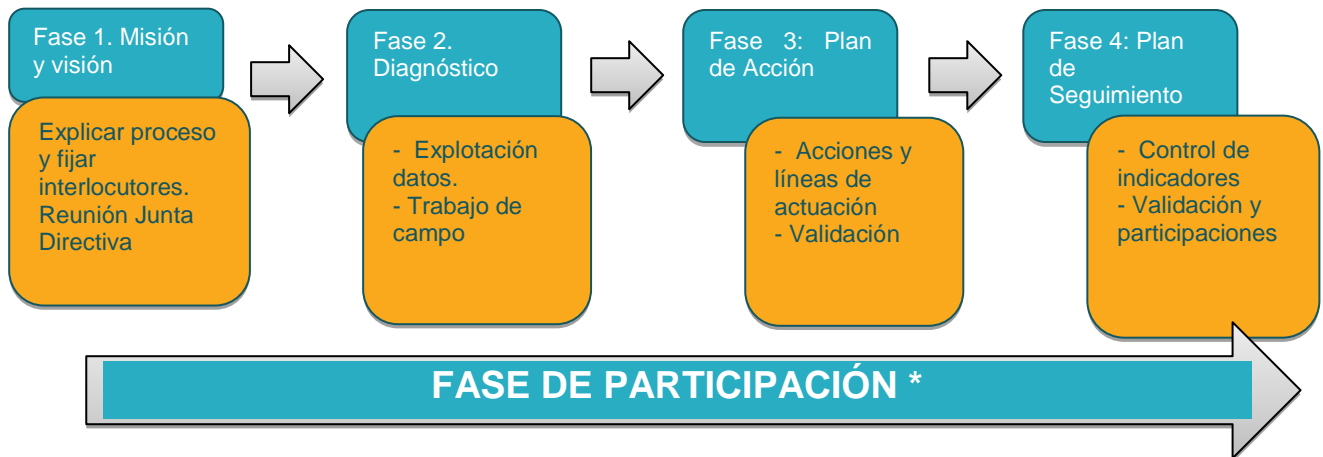 Fase 1. Misión
y visión
Explicar proceso
y fijar
interlocutores.
Reunión Junta
Directiva
Fase 2.
Diagnóstico
- Explotación
datos.
- Trabajo de
campo
Fase 3: Plan
de Acción
- Acciones y
líneas de
actuación
- Validación
Fase 4: Plan
de
Seguimiento
- Control de
indicadores
- Validación y
participaciones
FASE DE PARTICIPACIÓN *